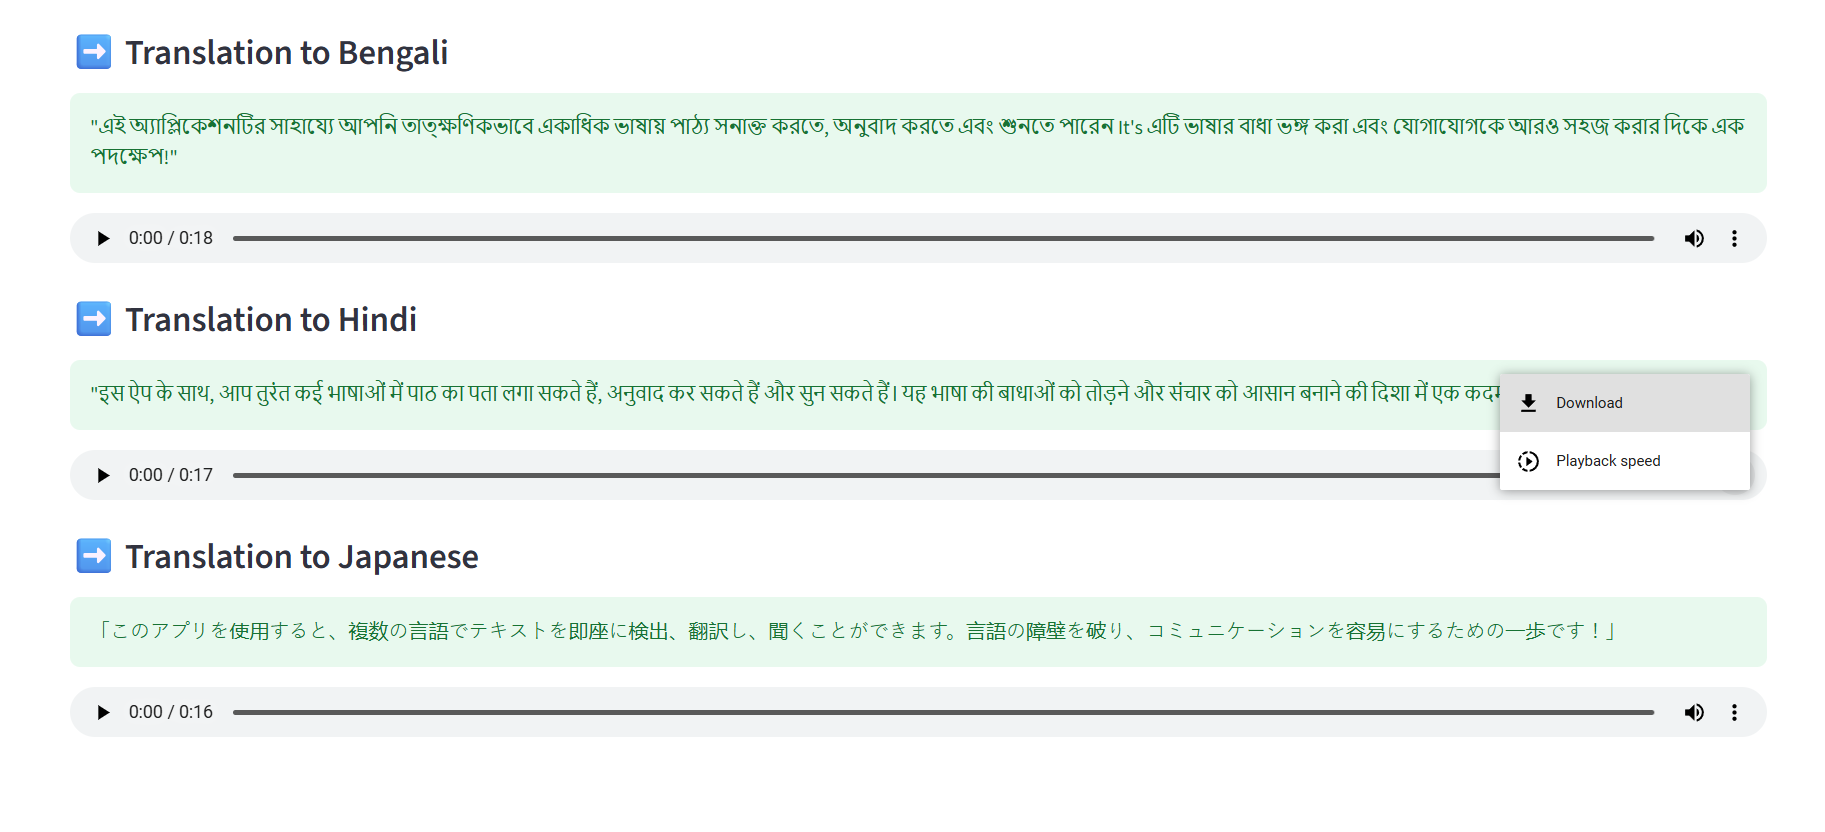 Translation to Bengali
"এই অ্যাপ্লিকেশনটির সাহায্যে আপনি তাত্ক্ষণিকভাবে একাধিক ভাষায় পাঠ্য সনাক্ত করতে, অনুবাদ করতে এবং শুনতে পারেন It's এটি ভাষার বাধা ভঙ্গ করা এবং যোগাযোগকে আরও সহজ করার দিকে এক
পদক্ষেপ!"
0:00 / 0:18
Translation to Hindi
"इस ऐप के साथ, आप तुरंत कई भाषाओं में पाठ का पता लगा सकते हैं, अनुवाद कर सकते हैं और सुन सकते हैं। यह भाषा की बाधाओं को तोड़ने और संचार को आसान बनाने की दिशा में एक
Download
0:00 / 0:17
Playback speed
Translation to Japanese
「このアプリを使用すると、複数の言語でテキストを即座に検出、翻訳し、聞くことができます。言語の障壁を破り、コミュニケーションを容易にするための一歩です！」
0:00 / 0:16